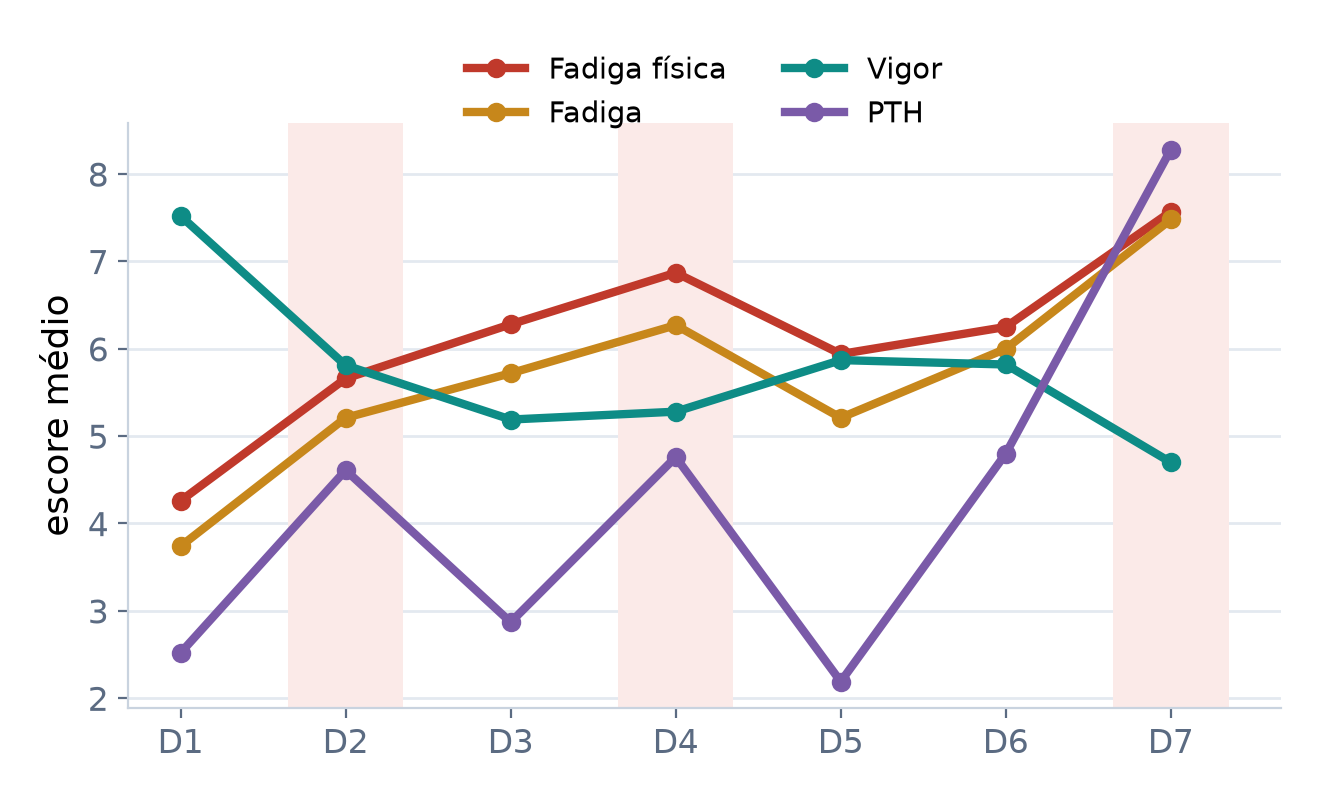 Fadiga física
Vigor
Fadiga
PTH
escore médio
8
7
6
5
4
3
2
D1 D2 D3 D4 D5 D6 D7